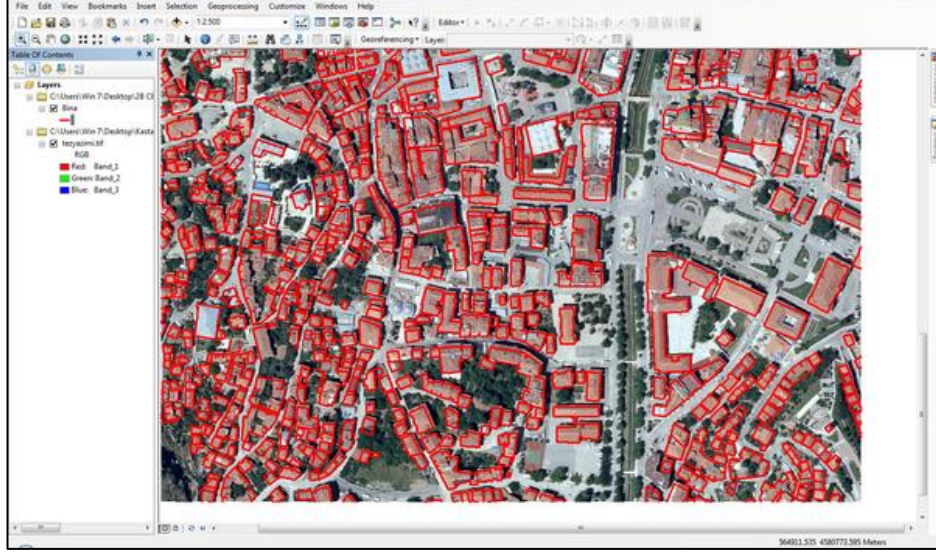 File Edit View Bookmarks Insert Selection Geoprocessing Customize Windows Help
1:2.500 Editor
Georeferencing Layer:
Table Of Contents
Layers
C:\Users\Win 7\Desktop\2B CI
Bina
C:\Users\Win 7\Desktop\Kasta
tezyazimi.tif
RGB
Red: Band_1
Green: Band_2
Blue: Band_3
564911.535 4580773.595 Meters